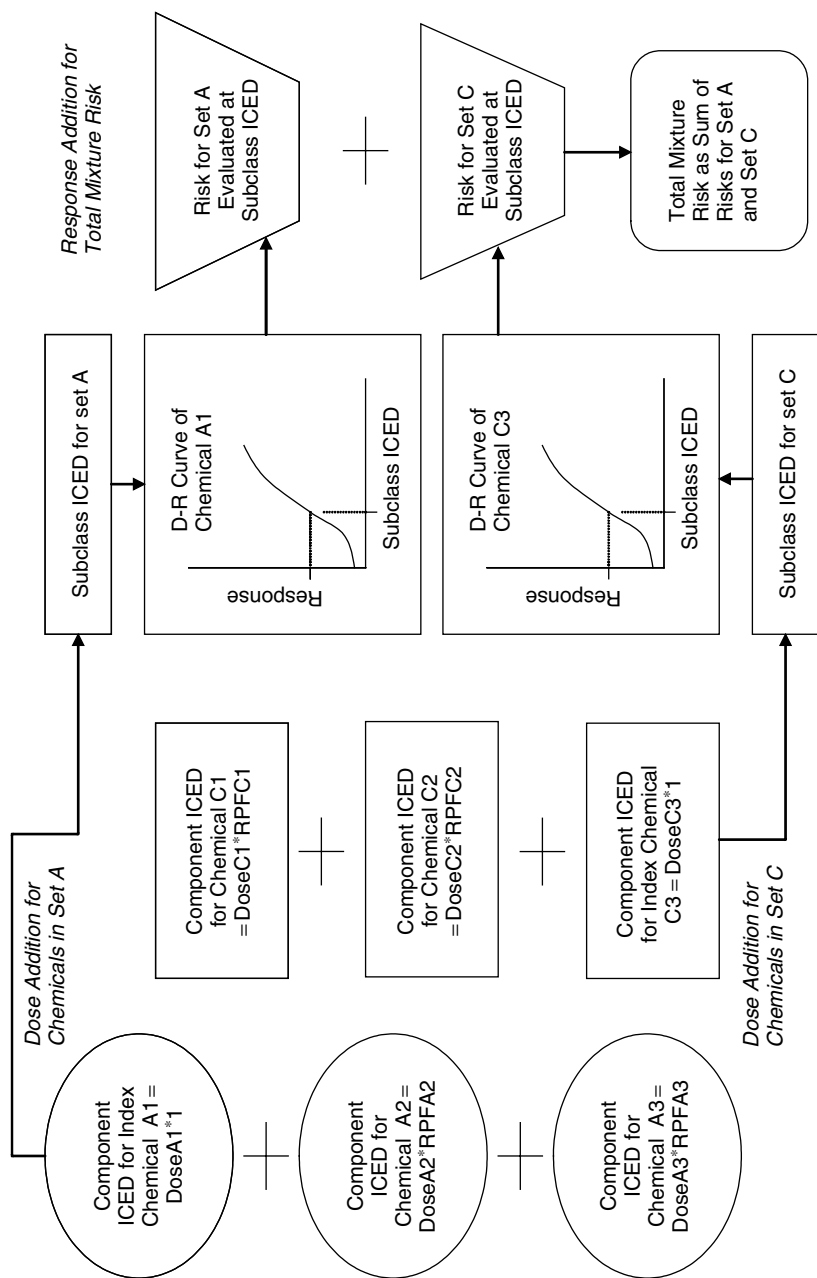 Component
ICED for Index
Chemical A1=
DoseA1*1
Component
ICED for
Chemical A2=
DoseA2*RPFA2
Component
ICED for
Chemical A3=
DoseA3*RPFA3
Dose Addition for
Chemicals in Set A
Component ICED
for Chemical C1
=DoseC1*RPFC1
Component ICED
for Chemical C2
=DoseC2*RPFC2
Component ICED
for Index Chemical
C3 = DoseC3*1
Dose Addition for
Chemicals in Set C
Subclass ICED for set A
D-R Curve of
Chemical A1
Response
Subclass ICED
D-R Curve of
Chemical C3
Response
Subclass ICED
Subclass ICED for set C
Response Addition for
Total Mixture Risk
Risk for Set A
Evaluated at
Subclass ICED
Risk for Set C
Evaluated at
Subclass ICED
Total Mixture
Risk as Sum of
Risks for Set A
and Set C